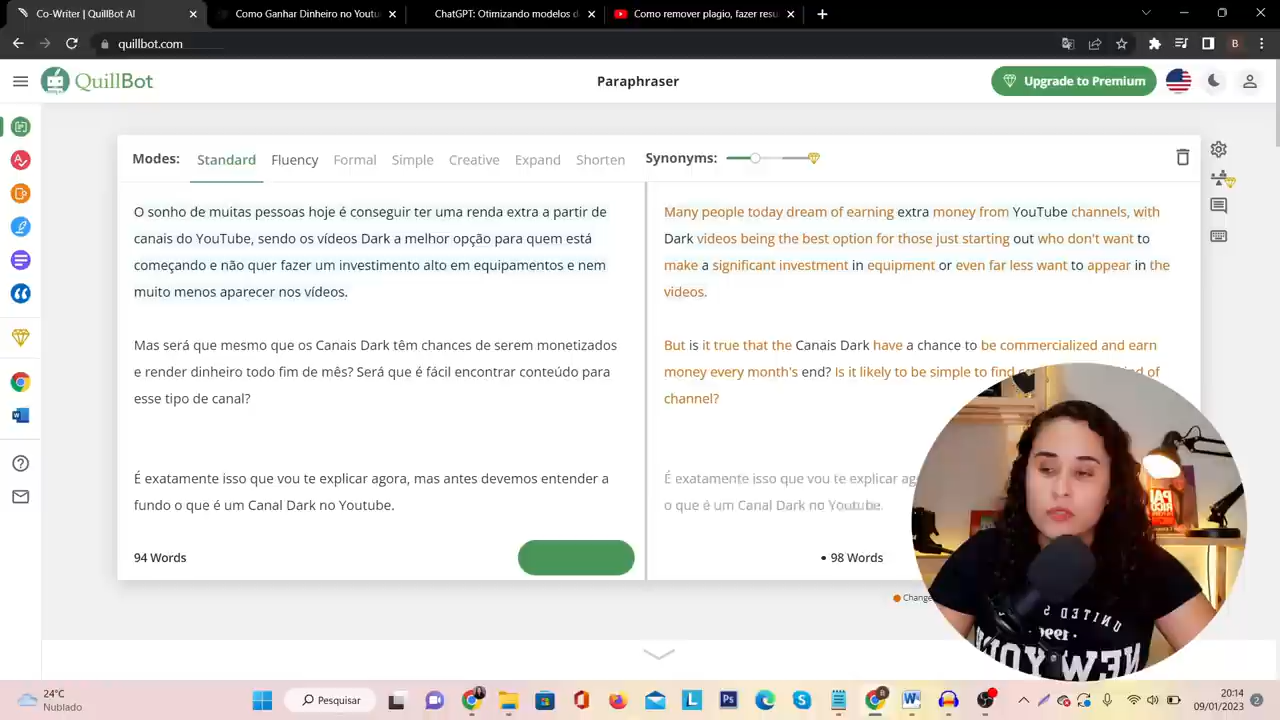 Co-Writer | QuillBot AI
Como Ganhar Dinheiro no Youtu
ChatGPT: Otimizando modelos d
Como remover plagio, fazer resu
quillbot.com
B
QuillBot
Paraphraser
Upgrade to Premium
Modes:
Standard
Fluency
Formal
Simple
Creative
Expand
Shorten
Synonyms:
O sonho de muitas pessoas hoje é conseguir ter uma renda extra a partir de
canais do YouTube, sendo os vídeos Dark a melhor opção para quem está
começando e não quer fazer um investimento alto em equipamentos e nem
muito menos aparecer nos vídeos.
Mas será que mesmo que os Canais Dark têm chances de serem monetizados
e render dinheiro todo fim de mês? Será que é fácil encontrar conteúdo para
esse tipo de canal?
É exatamente isso que vou te explicar agora, mas antes devemos entender a
fundo o que é um Canal Dark no Youtube.
94 Words
Many people today dream of earning extra money from YouTube channels, with
Dark videos being the best option for those just starting out who don't want to
make a significant investment in equipment or even far less want to appear in the
videos.
But is it true that the Canais Dark have a chance to be commercialized and earn
money every month's end? Is it likely to be simple to find kind of
channel?
É exatamente isso que vou te explicar ag
o que é um Canal Dark no Youtube.
• 98 Words
Change
UNITED S
1996
NEW YO
24°C
Nublado
Pesquisar
20:14
09/01/2023
2